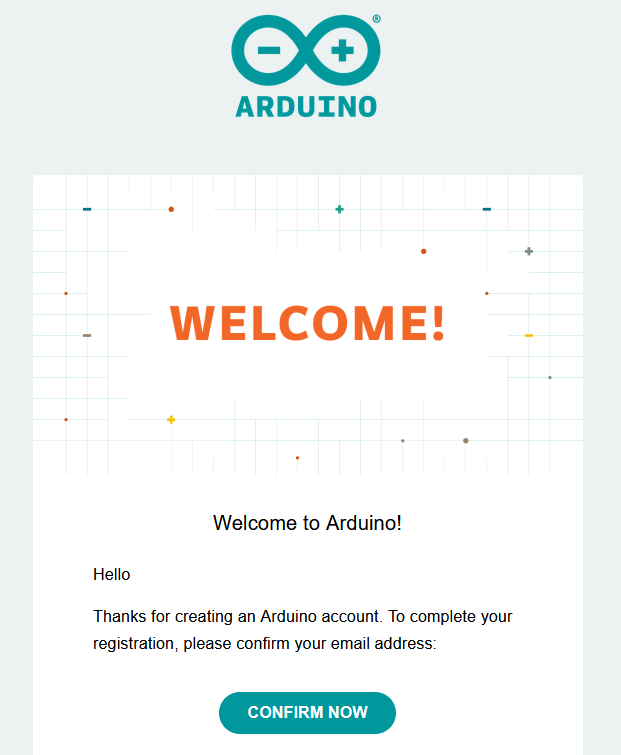 ®
ARDUINO
WELCOME!
Welcome to Arduino!
Hello
Thanks for creating an Arduino account. To complete your
registration, please confirm your email address:
CONFIRM NOW